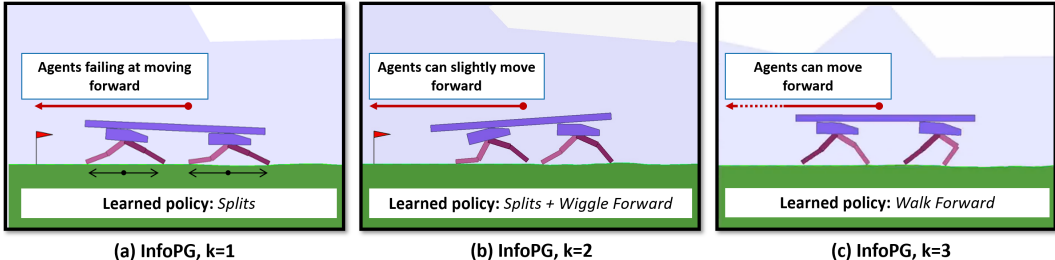 Agents failing at moving
forward
Learned policy: Splits
(a) InfoPG, k=1
Agents can slightly move
forward
Learned policy: Splits + Wiggle Forward
(b) InfoPG, k=2
Agents can move
forward
Learned policy: Walk Forward
(c) InfoPG, k=3